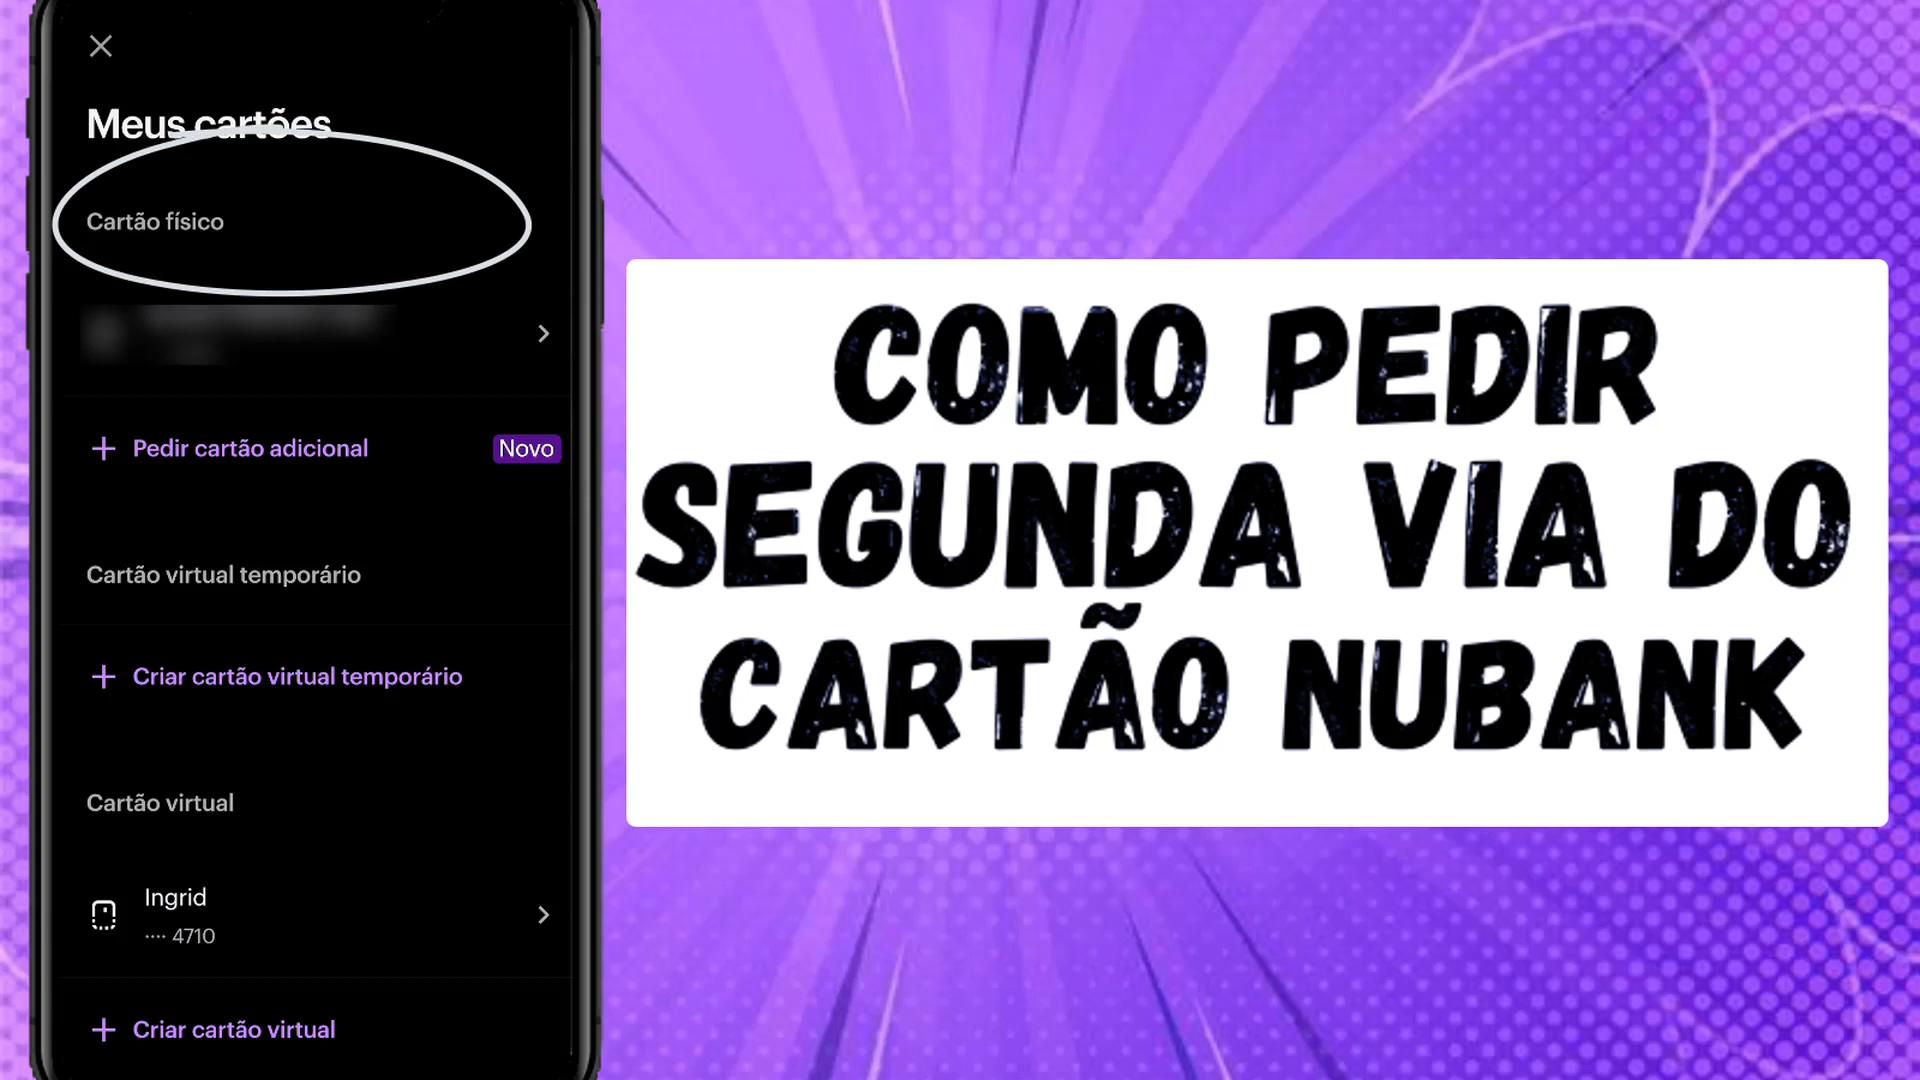 Meus cartões
Cartão físico
Pedir cartão adicional Novo
Cartão virtual temporário
Criar cartão virtual temporário
Cartão virtual
Ingrid
···· 4710
Criar cartão virtual
COMO PEDIR
SEGUNDA VIA DO
CARTÃO NUBANK